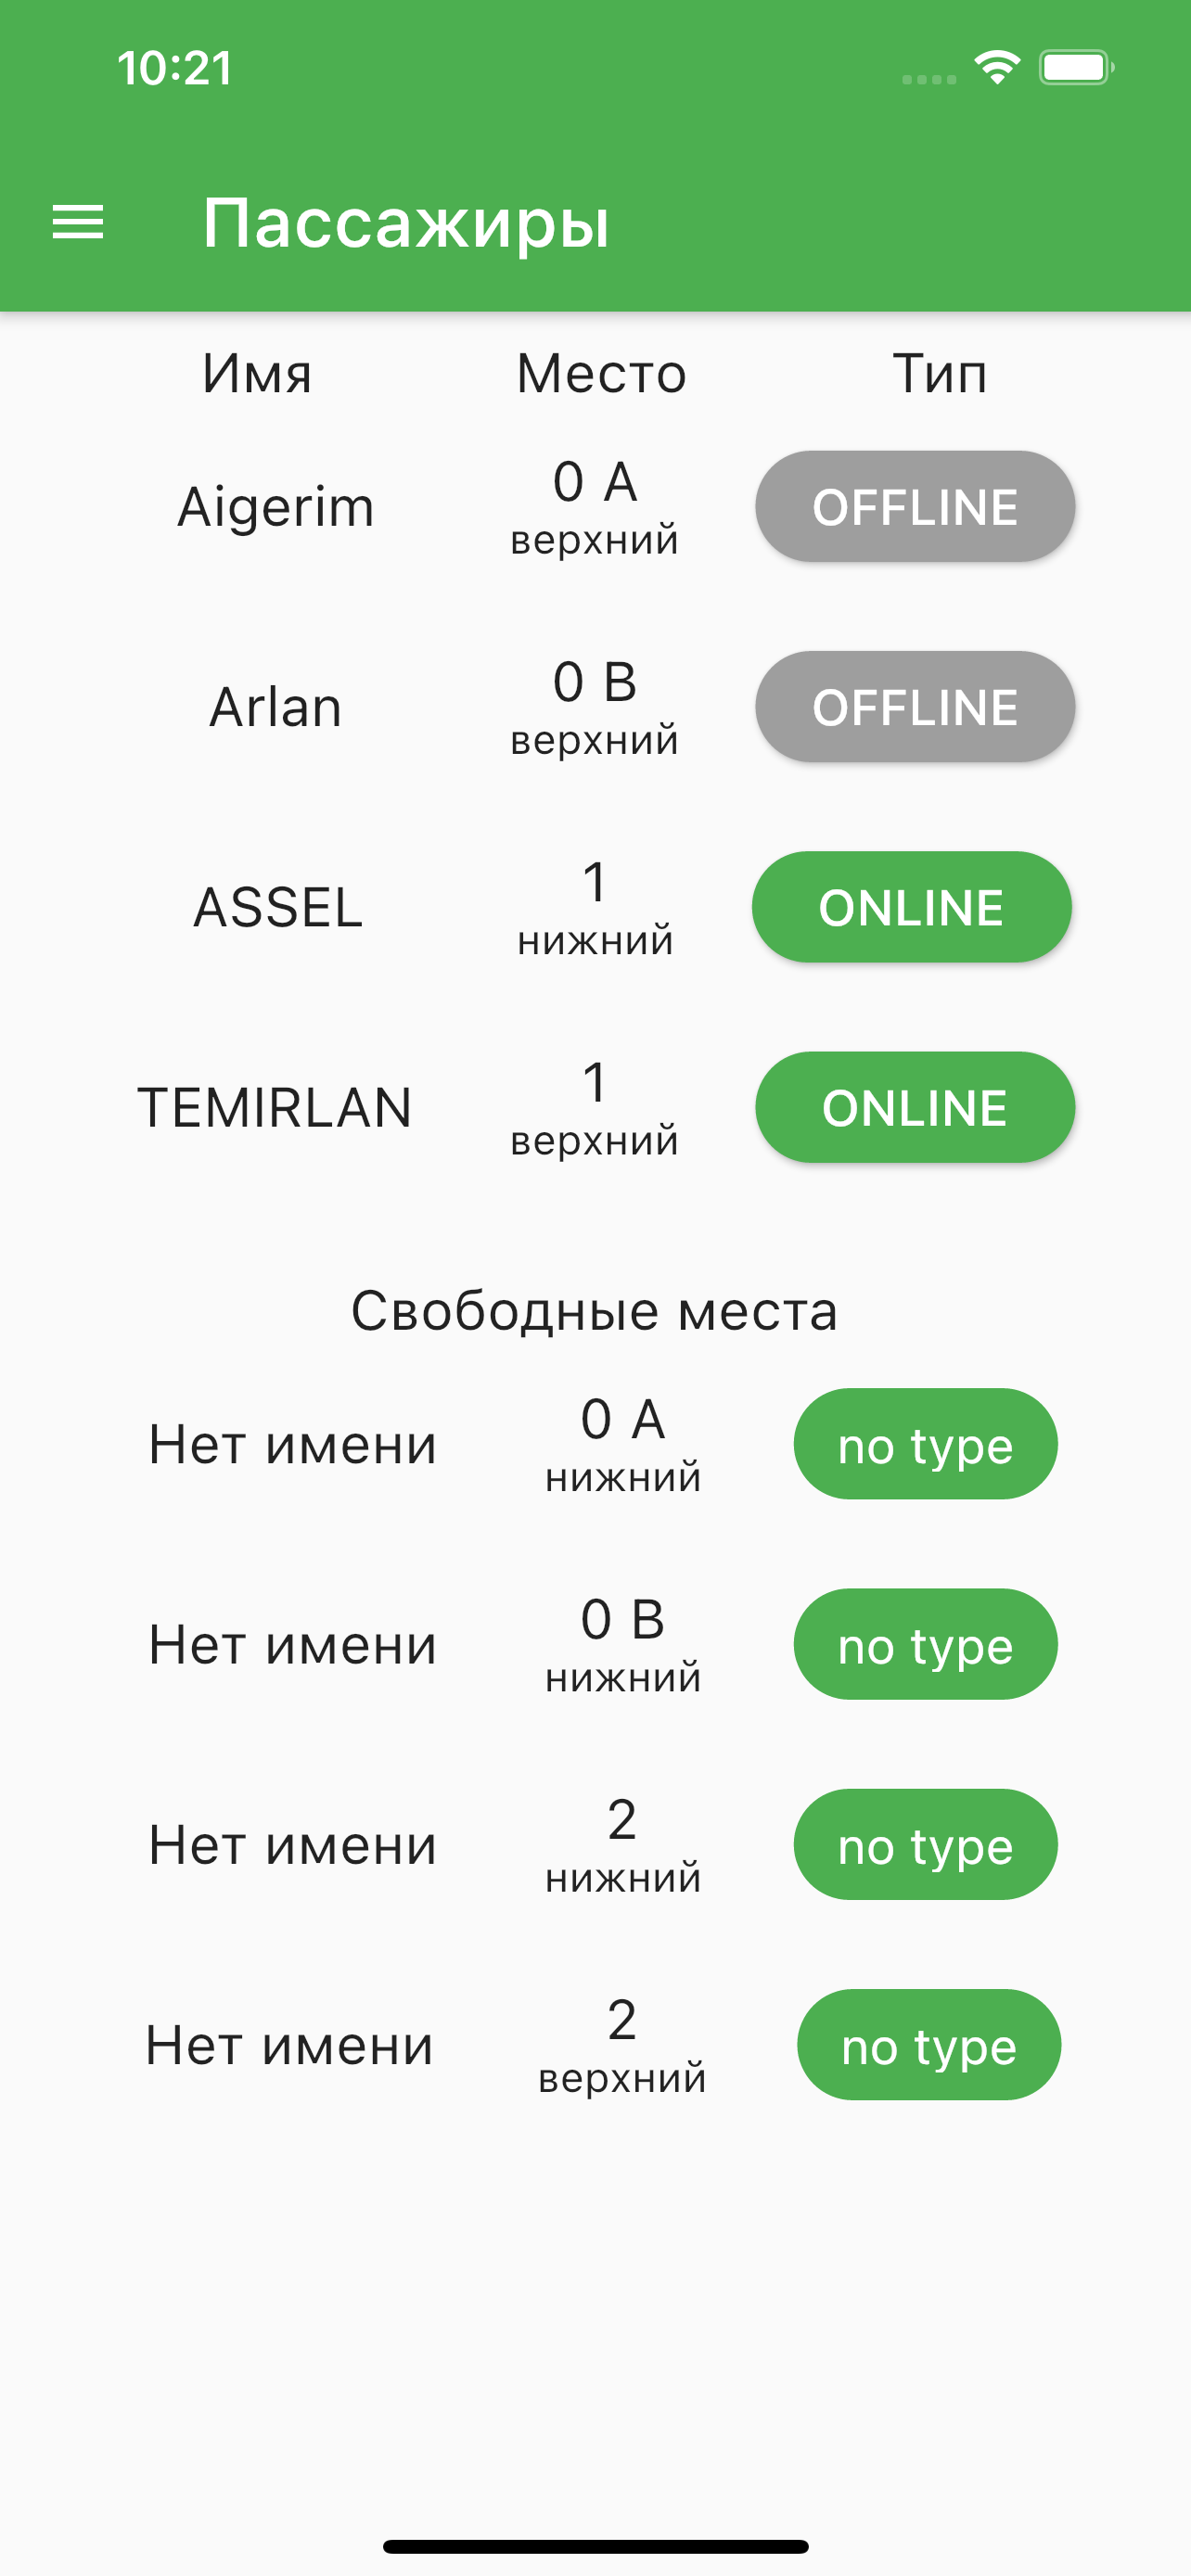 10:21
Пассажиры
Имя Место Тип
Aigerim 0 A верхний OFFLINE
Arlan 0 B верхний OFFLINE
ASSEL 1 нижний ONLINE
TEMIRLAN 1 верхний ONLINE
Свободные места
Нет имени 0 A нижний no type
Нет имени 0 B нижний no type
Нет имени 2 нижний no type
Нет имени 2 верхний no type